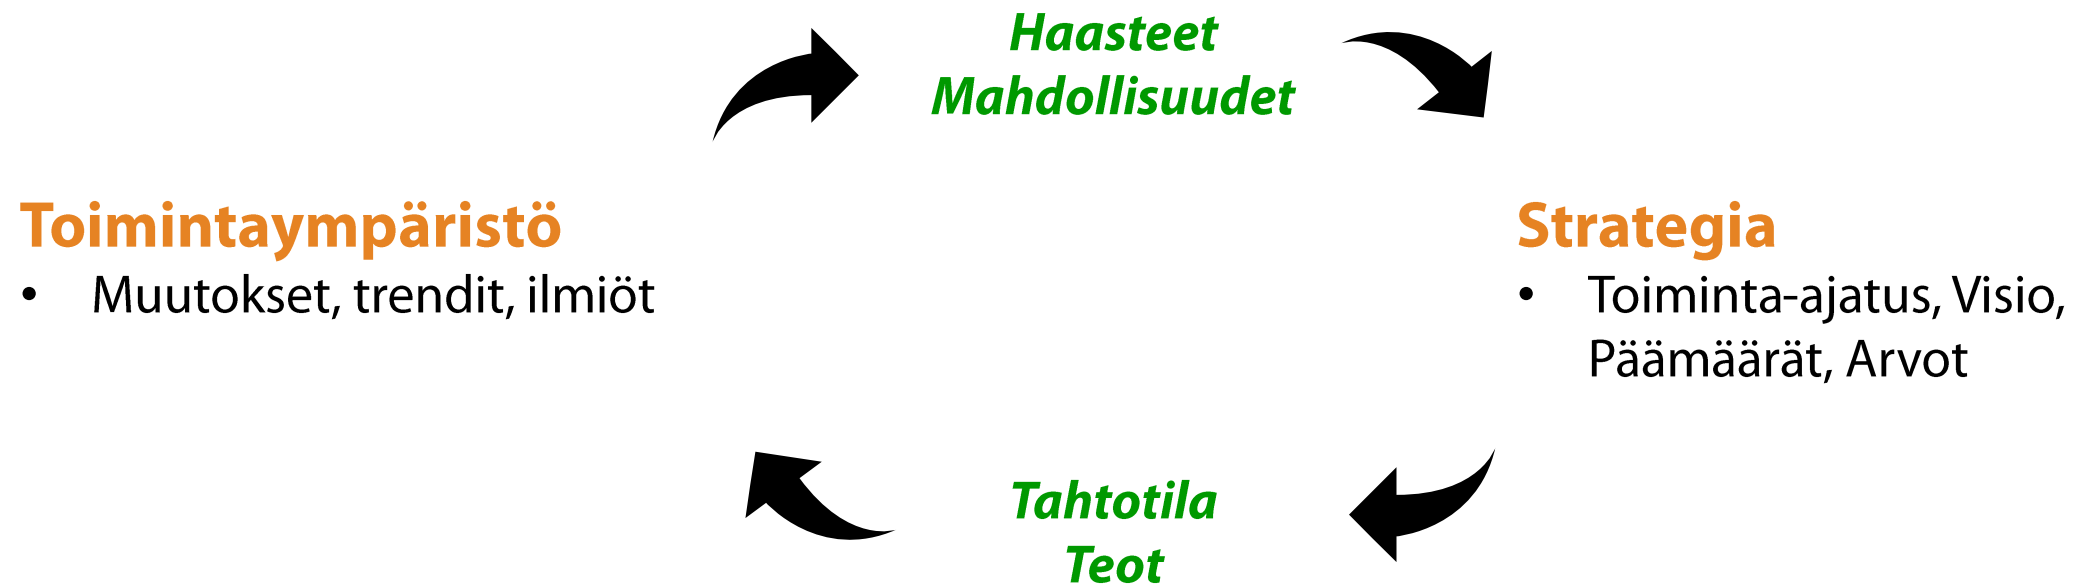 Haasteet
Mahdollisuudet
Toimintaympäristö
• Muutokset, trendit, ilmiöt
Strategia
• Toiminta-ajatus, Visio,
Päämäärät, Arvot
Tahtotila
Teot